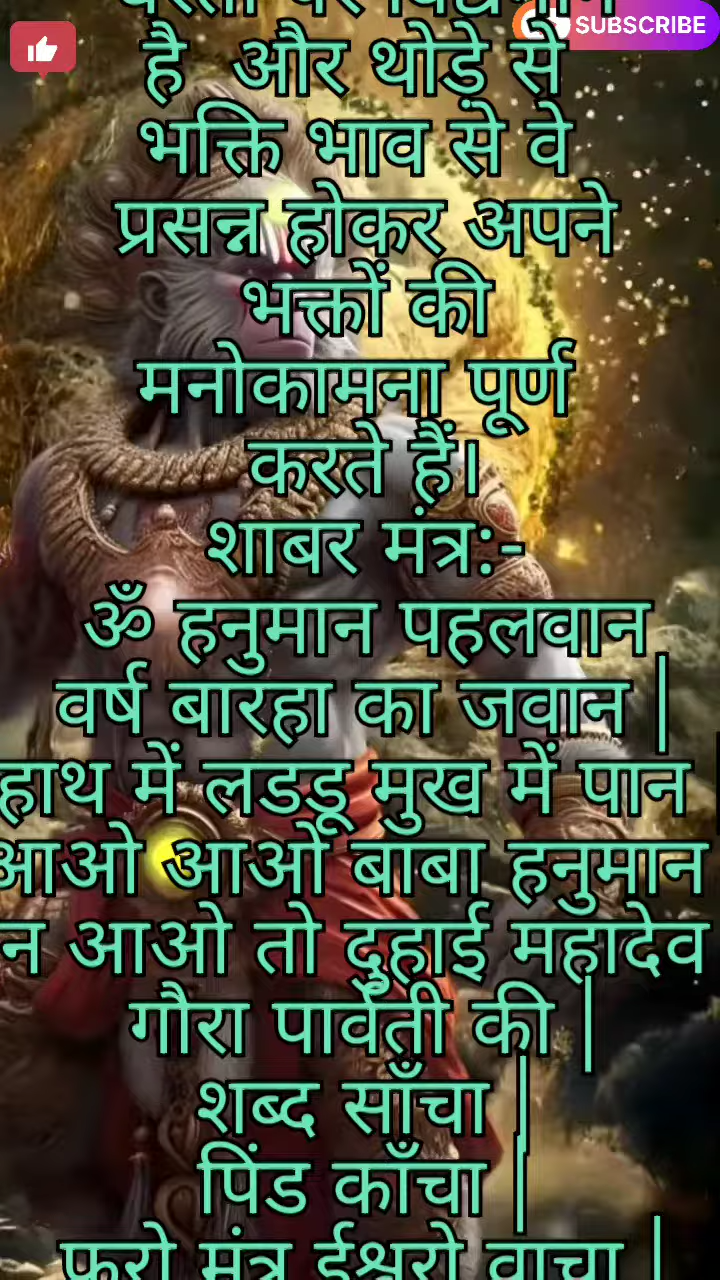 SUBSCRIBE
है और थोड़े से
भक्ति भाव से वे
प्रसन्न होकर अपने
भक्तों की
मनोकामना पूर्ण
करते हैं।
शाबर मंत्र:-
ॐ हनुमान पहलवान
वर्ष बारहा का जवान |
हाथ में लडडू मुख में पान
आओ आओ बाबा हनुमान
न आओ तो दुहाई महादेव
गौरा पार्वती की |
शब्द साँचा |
पिंड काँचा |
फुरो मंत्र ईश्वरो वाचा |